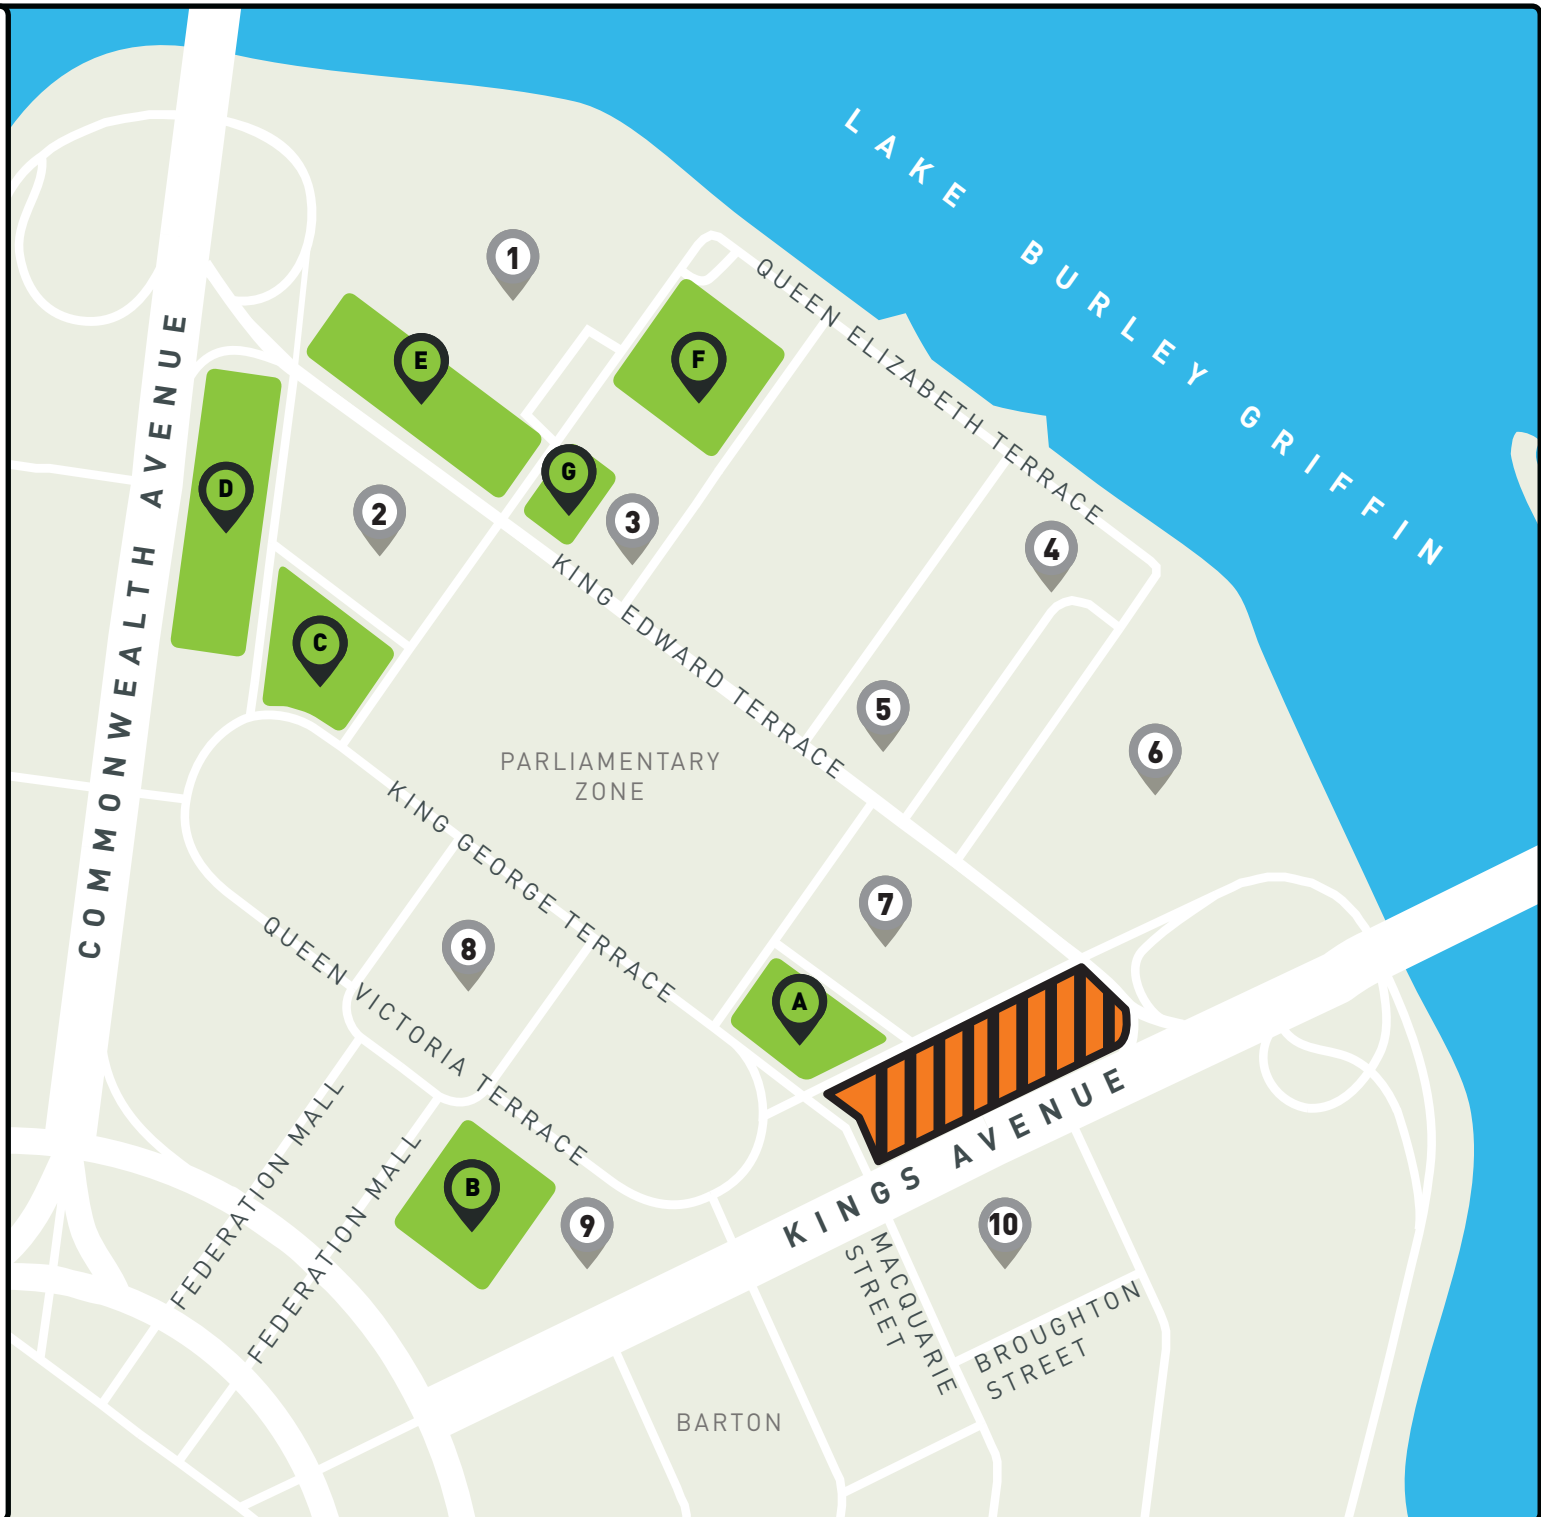 LAKE BURLEY GRIFFIN
1
QUEEN ELIZABETH TERRACE
E
F
COMMONWEALTH AVENUE
D
G
2
3
4
KING EDWARD TERRACE
C
5
6
PARLIAMENTARY
ZONE
KING GEORGE TERRACE
7
8
QUEEN VICTORIA TERRACE
A
KINGS AVENUE
FEDERATION MALL
FEDERATION MALL
B
9
10
MACQUARIE
STREET
BROUGHTON
STREET
BARTON